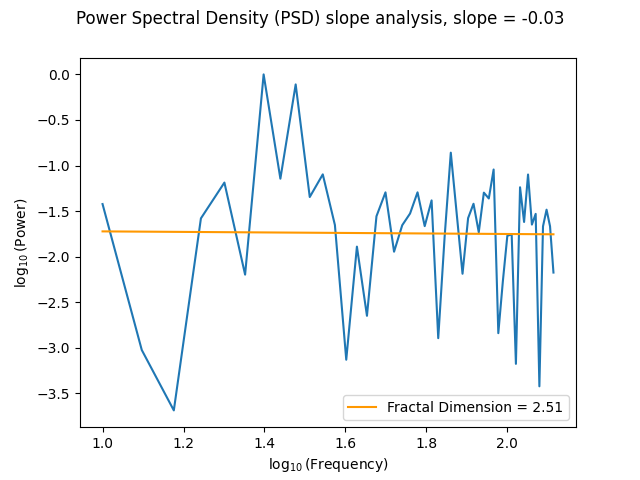 Power Spectral Density (PSD) slope analysis, slope = -0.03
0.0
−0.5
−1.0
−1.5
−2.0
−2.5
−3.0
−3.5
log₁₀(Power)
Fractal Dimension = 2.51
1.0 1.2 1.4 1.6 1.8 2.0
log₁₀(Frequency)